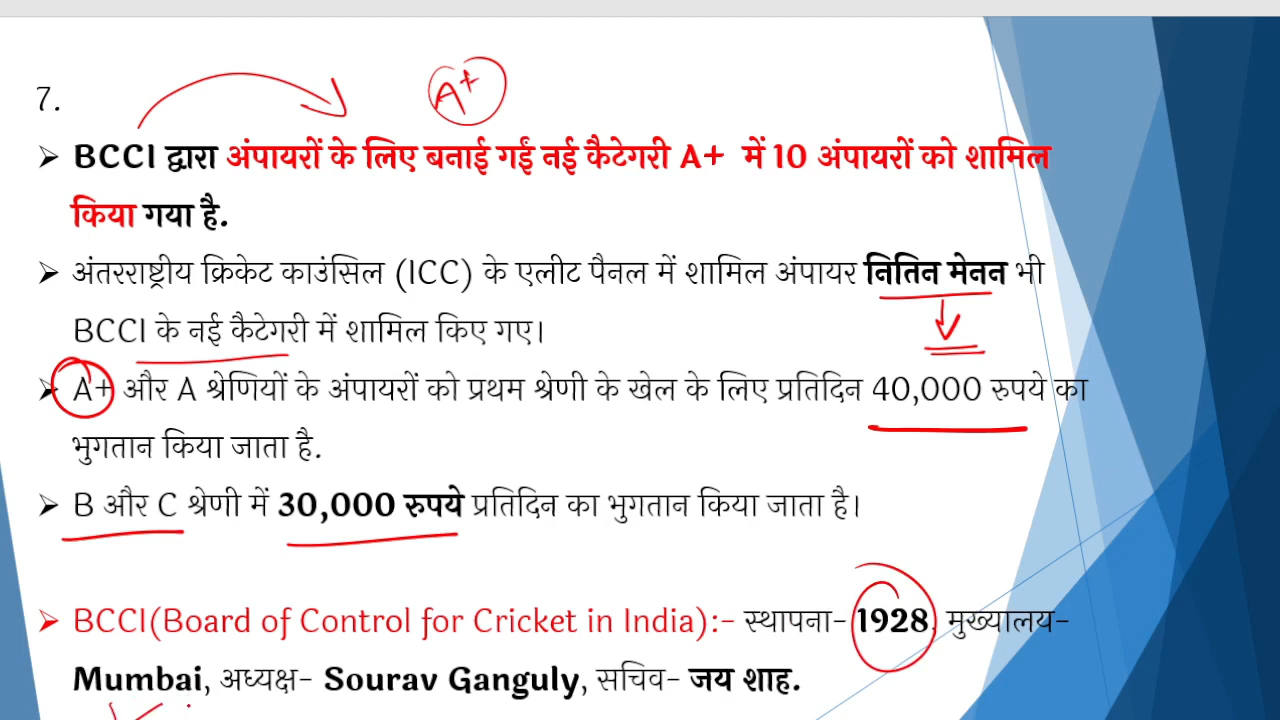 7.
A+
➢ BCCI द्वारा अंपायरों के लिए बनाई गईं नई कैटेगरी A+ में 10 अंपायरों को शामिल
किया गया है.
➢ अंतरराष्ट्रीय क्रिकेट काउंसिल (ICC) के एलीट पैनल में शामिल अंपायर नितिन मेनन भी
BCCI के नई कैटेगरी में शामिल किए गए।
➢ A+ और A श्रेणियों के अंपायरों को प्रथम श्रेणी के खेल के लिए प्रतिदिन 40,000 रुपये का
भुगतान किया जाता है.
➢ B और C श्रेणी में 30,000 रुपये प्रतिदिन का भुगतान किया जाता है।
➢ BCCI(Board of Control for Cricket in India):- स्थापना- 1928, मुख्यालय-
Mumbai, अध्यक्ष- Sourav Ganguly, सचिव- जय शाह.